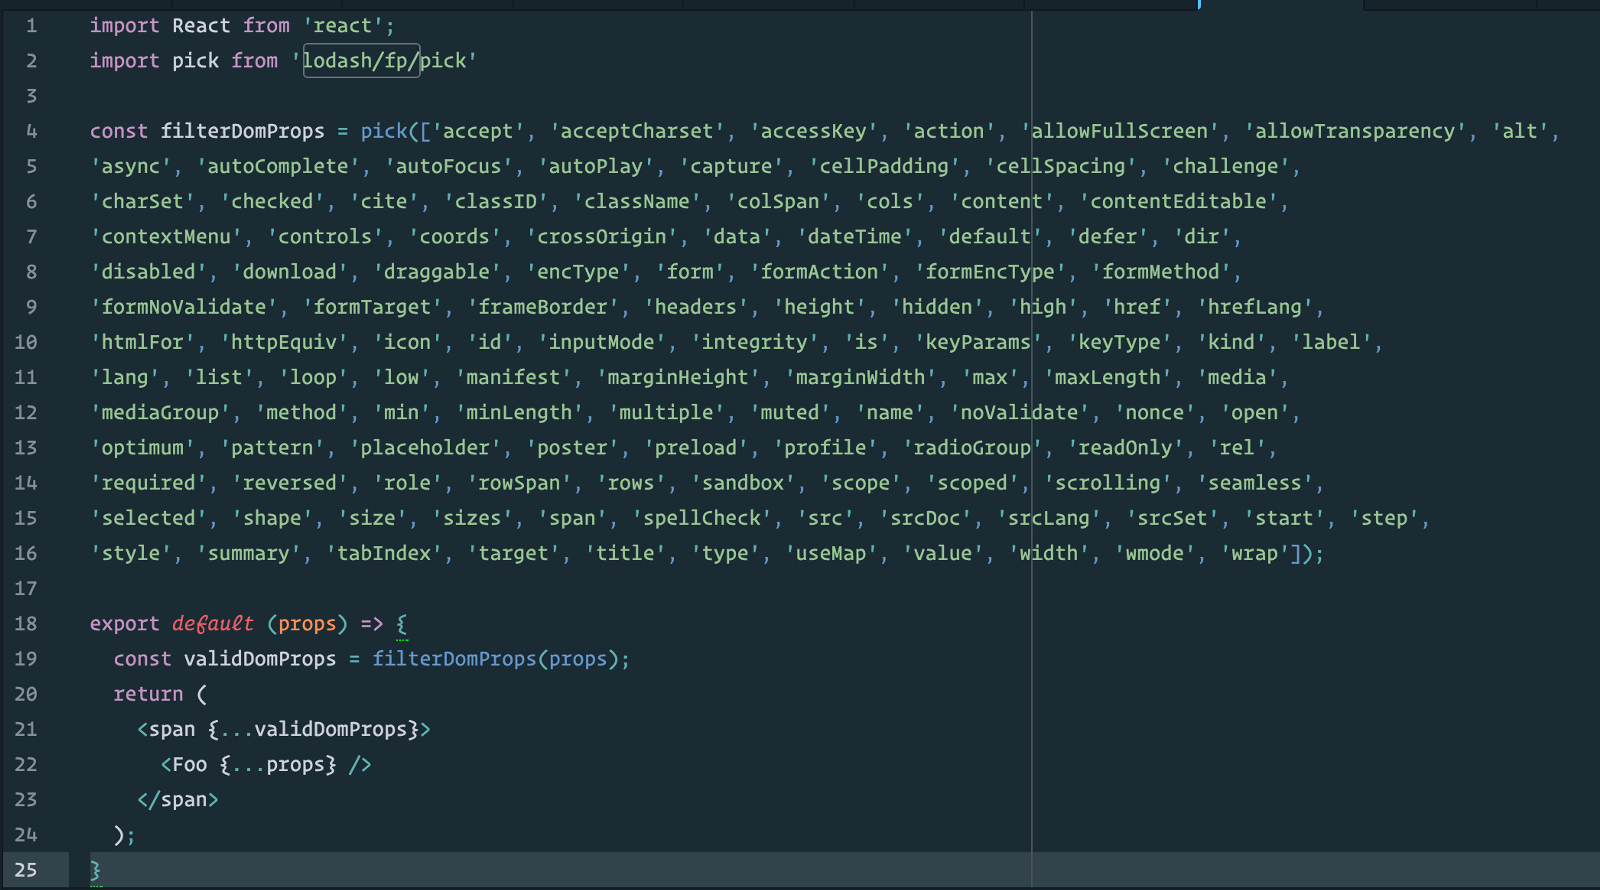 1 import React from 'react';
2 import pick from 'lodash/fp/pick'
3
4 const filterDomProps = pick(['accept', 'acceptCharset', 'accessKey', 'action', 'allowFullScreen', 'allowTransparency', 'alt',
5 'async', 'autoComplete', 'autoFocus', 'autoPlay', 'capture', 'cellPadding', 'cellSpacing', 'challenge',
6 'charSet', 'checked', 'cite', 'classID', 'className', 'colSpan', 'cols', 'content', 'contentEditable',
7 'contextMenu', 'controls', 'coords', 'crossOrigin', 'data', 'dateTime', 'default', 'defer', 'dir',
8 'disabled', 'download', 'draggable', 'encType', 'form', 'formAction', 'formEncType', 'formMethod',
9 'formNoValidate', 'formTarget', 'frameBorder', 'headers', 'height', 'hidden', 'high', 'href', 'hrefLang',
10 'htmlFor', 'httpEquiv', 'icon', 'id', 'inputMode', 'integrity', 'is', 'keyParams', 'keyType', 'kind', 'label',
11 'lang', 'list', 'loop', 'low', 'manifest', 'marginHeight', 'marginWidth', 'max', 'maxLength', 'media',
12 'mediaGroup', 'method', 'min', 'minLength', 'multiple', 'muted', 'name', 'noValidate', 'nonce', 'open',
13 'optimum', 'pattern', 'placeholder', 'poster', 'preload', 'profile', 'radioGroup', 'readOnly', 'rel',
14 'required', 'reversed', 'role', 'rowSpan', 'rows', 'sandbox', 'scope', 'scoped', 'scrolling', 'seamless',
15 'selected', 'shape', 'size', 'sizes', 'span', 'spellCheck', 'src', 'srcDoc', 'srcLang', 'srcSet', 'start', 'step',
16 'style', 'summary', 'tabIndex', 'target', 'title', 'type', 'useMap', 'value', 'width', 'wmode', 'wrap']);
17
18 export default (props) => {
19 const validDomProps = filterDomProps(props);
20 return (
21 <span {...validDomProps}>
22 <Foo {...props} />
23 </span>
24 );
25 }